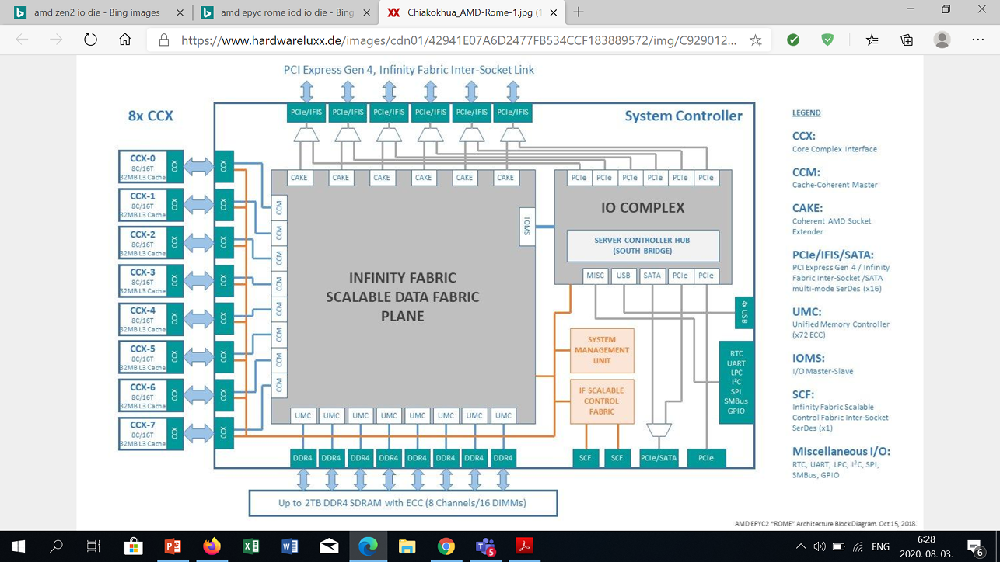 amd zen2 io die - Bing images
amd epyc rome iod io die - Bing
Chiakokhua_AMD-Rome-1.jpg (1
https://www.hardwareluxx.de/images/cdn01/42941E07A6D2477FB534CCF183889572/img/C929012...
PCI Express Gen 4, Infinity Fabric Inter-Socket Link
8x CCX
PCIe/IFIS PCIe/IFIS PCIe/IFIS PCIe/IFIS PCIe/IFIS PCIe/IFIS
System Controller
CCX-0
8C/16T
32MB L3 Cache
CCX
CCX
CCX-1
8C/16T
32MB L3 Cache
CCX
CCX
CCX-2
8C/16T
32MB L3 Cache
CCX
CCX
CCX-3
8C/16T
32MB L3 Cache
CCX
CCX
CCX-4
8C/16T
32MB L3 Cache
CCX
CCX
CCX-5
8C/16T
32MB L3 Cache
CCX
CCX
CCX-6
8C/16T
32MB L3 Cache
CCX
CCX
CCX-7
8C/16T
32MB L3 Cache
CCX
CCX
CAKE CAKE CAKE CAKE CAKE CAKE
CCM
CCM
CCM
CCM
CCM
CCM
CCM
CCM
IOMS
INFINITY FABRIC
SCALABLE DATA FABRIC
PLANE
UMC UMC UMC UMC UMC UMC UMC UMC
DDR4 DDR4 DDR4 DDR4 DDR4 DDR4 DDR4 DDR4
Up to 2TB DDR4 SDRAM with ECC (8 Channels/16 DIMMs)
PCIe PCIe PCIe PCIe PCIe PCIe
IO COMPLEX
SERVER CONTROLLER HUB
(SOUTH BRIDGE)
MISC USB SATA PCIe PCIe
4x USB
SYSTEM
MANAGEMENT
UNIT
IF SCALABLE
CONTROL
FABRIC
RTC
UART
LPC
I²C
SPI
SMBus
GPIO
SCF SCF PCIe/SATA PCIe
LEGEND
CCX:
Core Complex Interface
CCM:
Cache-Coherent Master
CAKE:
Coherent AMD Socket
Extender
PCIe/IFIS/SATA:
PCI Express Gen 4 / Infinity
Fabric Inter-Socket /SATA
multi-mode SerDes (x16)
UMC:
Unified Memory Controller
(x72 ECC)
IOMS:
I/O Master-Slave
SCF:
Infinity Fabric Scalable
Control Fabric Inter-Socket
SerDes (x1)
Miscellaneous I/O:
RTC, UART, LPC, I²C, SPI,
SMBus, GPIO
AMD EPYC2 "ROME" Architecture Block Diagram. Oct 15, 2018.
5
ENG
6:28
2020. 08. 03.
6